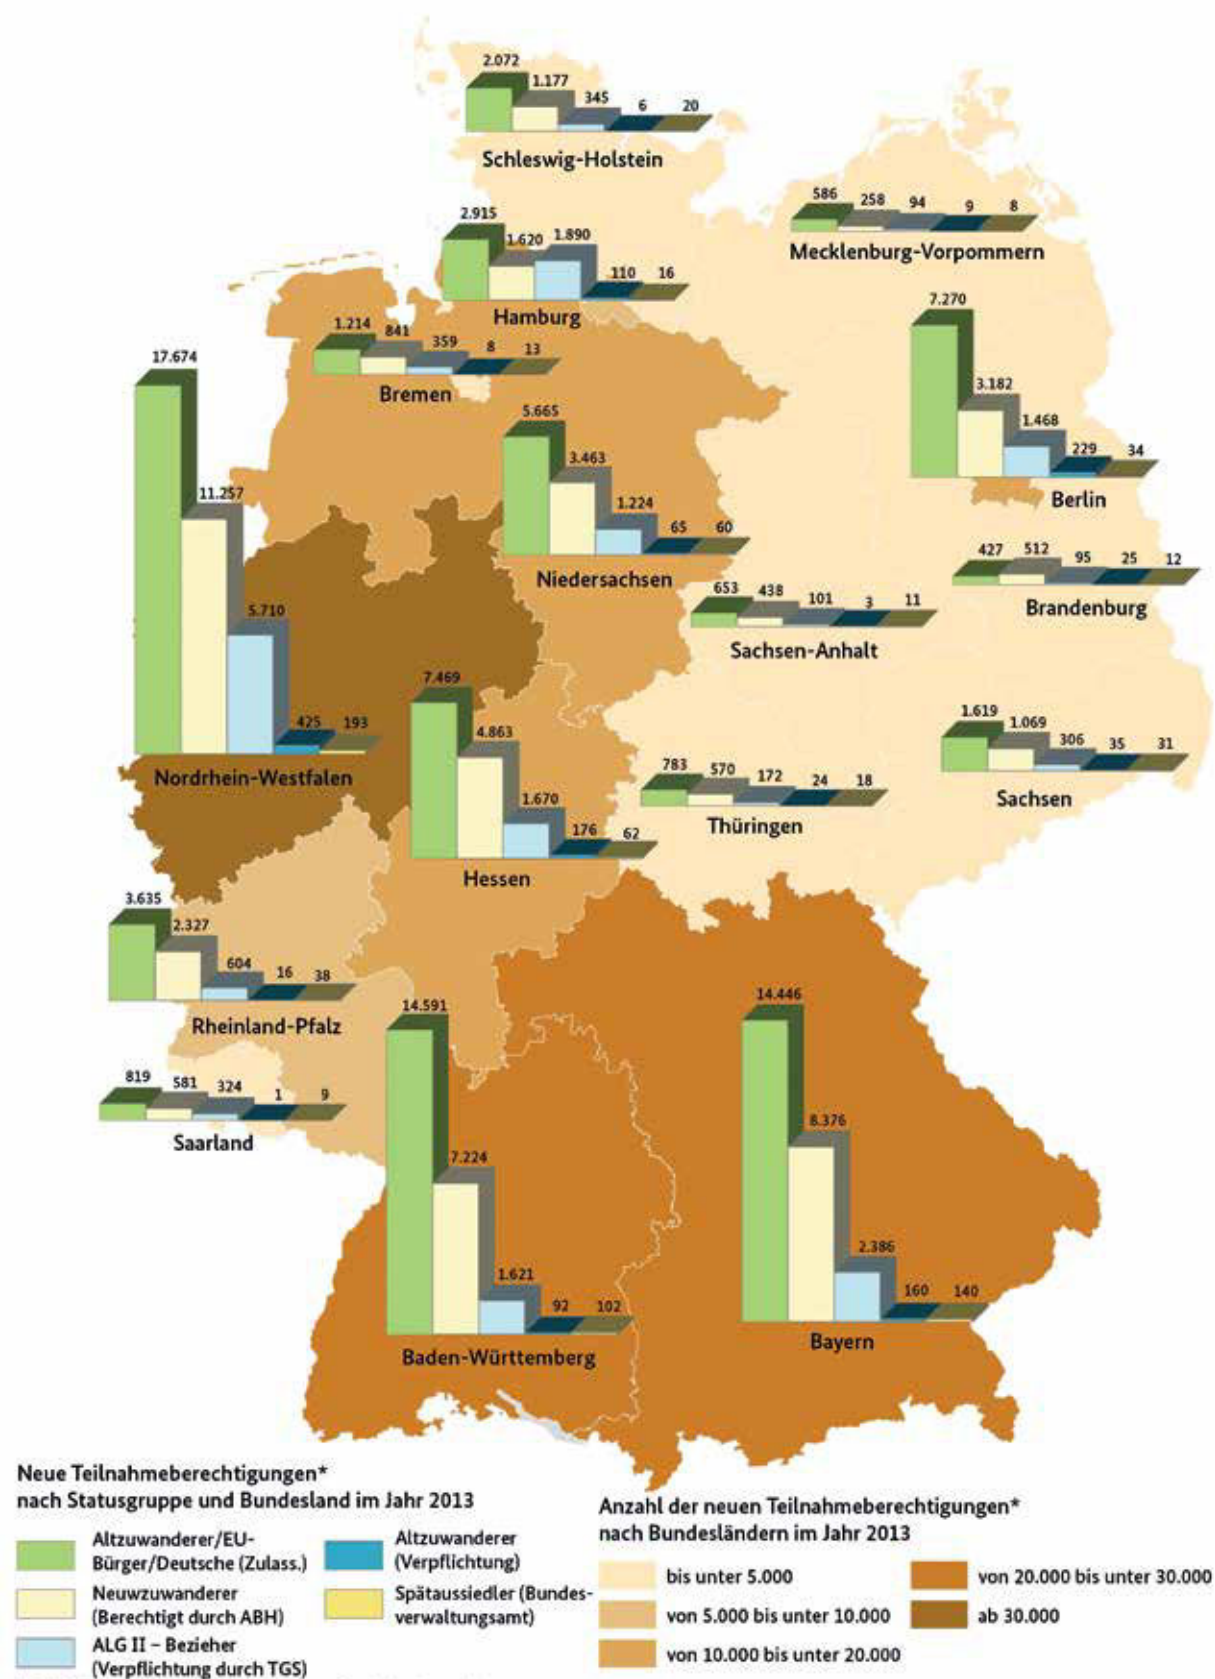 2.072 1.177 345 6 20
Schleswig-Holstein
586 258 94 9 8
Mecklenburg-Vorpommern
2.915 1.620 1.890 110 16
Hamburg
7.270 3.182 1.468 229 34
Berlin
1.214 841 359 8 13
Bremen
17.674 11.257 5.710 425 193
Nordrhein-Westfalen
5.665 3.463 1.224 65 60
Niedersachsen
427 512 95 25 12
Brandenburg
653 438 101 3 11
Sachsen-Anhalt
7.469 4.863 1.670 176 62
Hessen
1.619 1.069 306 35 31
Sachsen
783 570 172 24 18
Thüringen
3.635 2.327 604 16 38
Rheinland-Pfalz
819 581 324 1 9
Saarland
14.591 7.224 1.621 92 102
Baden-Württemberg
14.446 8.376 2.386 160 140
Bayern
Neue Teilnahmeberechtigungen*
nach Statusgruppe und Bundesland im Jahr 2013
Altzuwanderer/EU-
Bürger/Deutsche (Zulass.)
Neuwzuwanderer
(Berechtigt durch ABH)
ALG II – Bezieher
(Verpflichtung durch TGS)
Altzuwanderer
(Verpflichtung)
Spätaussiedler (Bundes-
verwaltungsamt)
Anzahl der neuen Teilnahmeberechtigungen*
nach Bundesländern im Jahr 2013
bis unter 5.000
von 5.000 bis unter 10.000
von 10.000 bis unter 20.000
von 20.000 bis unter 30.000
ab 30.000